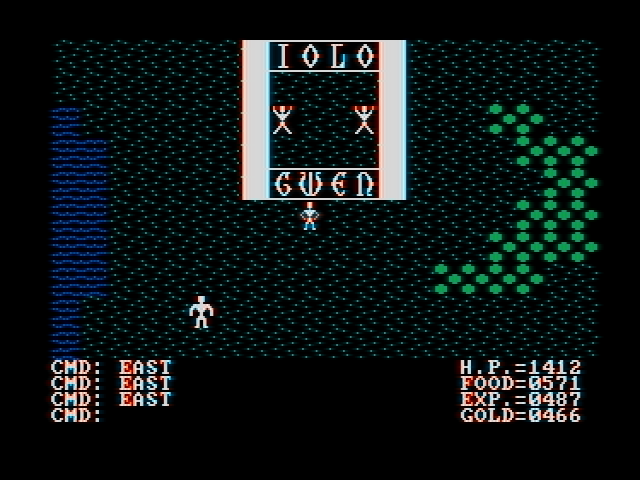 IOLO
GWEN
CMD: EAST
CMD: EAST
CMD: EAST
CMD:
H.P.=1412
FOOD=0571
EXP.=0487
GOLD=0466